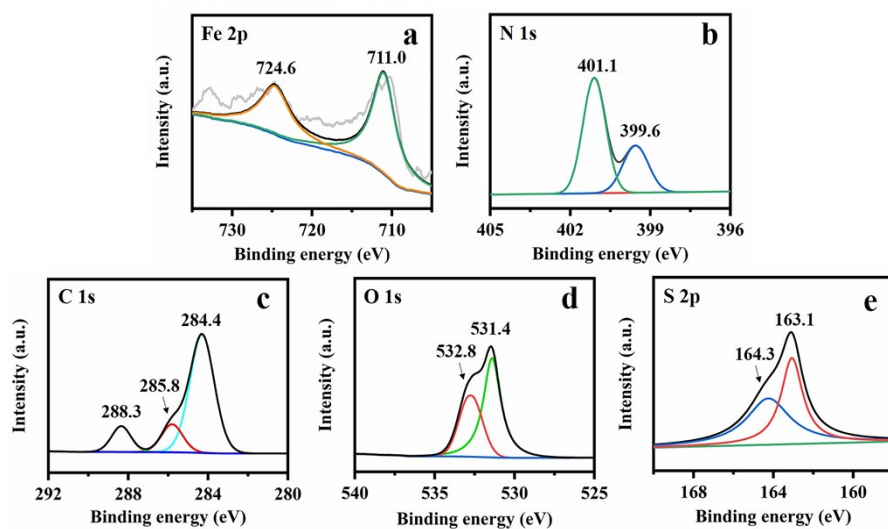 Fe 2p
a
724.6
711.0
Intensity (a.u.)
730
720
710
Binding energy (eV)
N 1s
b
401.1
399.6
Intensity (a.u.)
405
402
399
396
Binding energy (eV)
C 1s
c
284.4
285.8
288.3
Intensity (a.u.)
292
288
284
280
Binding energy (eV)
O 1s
d
531.4
532.8
Intensity (a.u.)
540
535
530
525
Binding energy (eV)
S 2p
e
163.1
164.3
Intensity (a.u.)
168
164
160
Binding energy (eV)